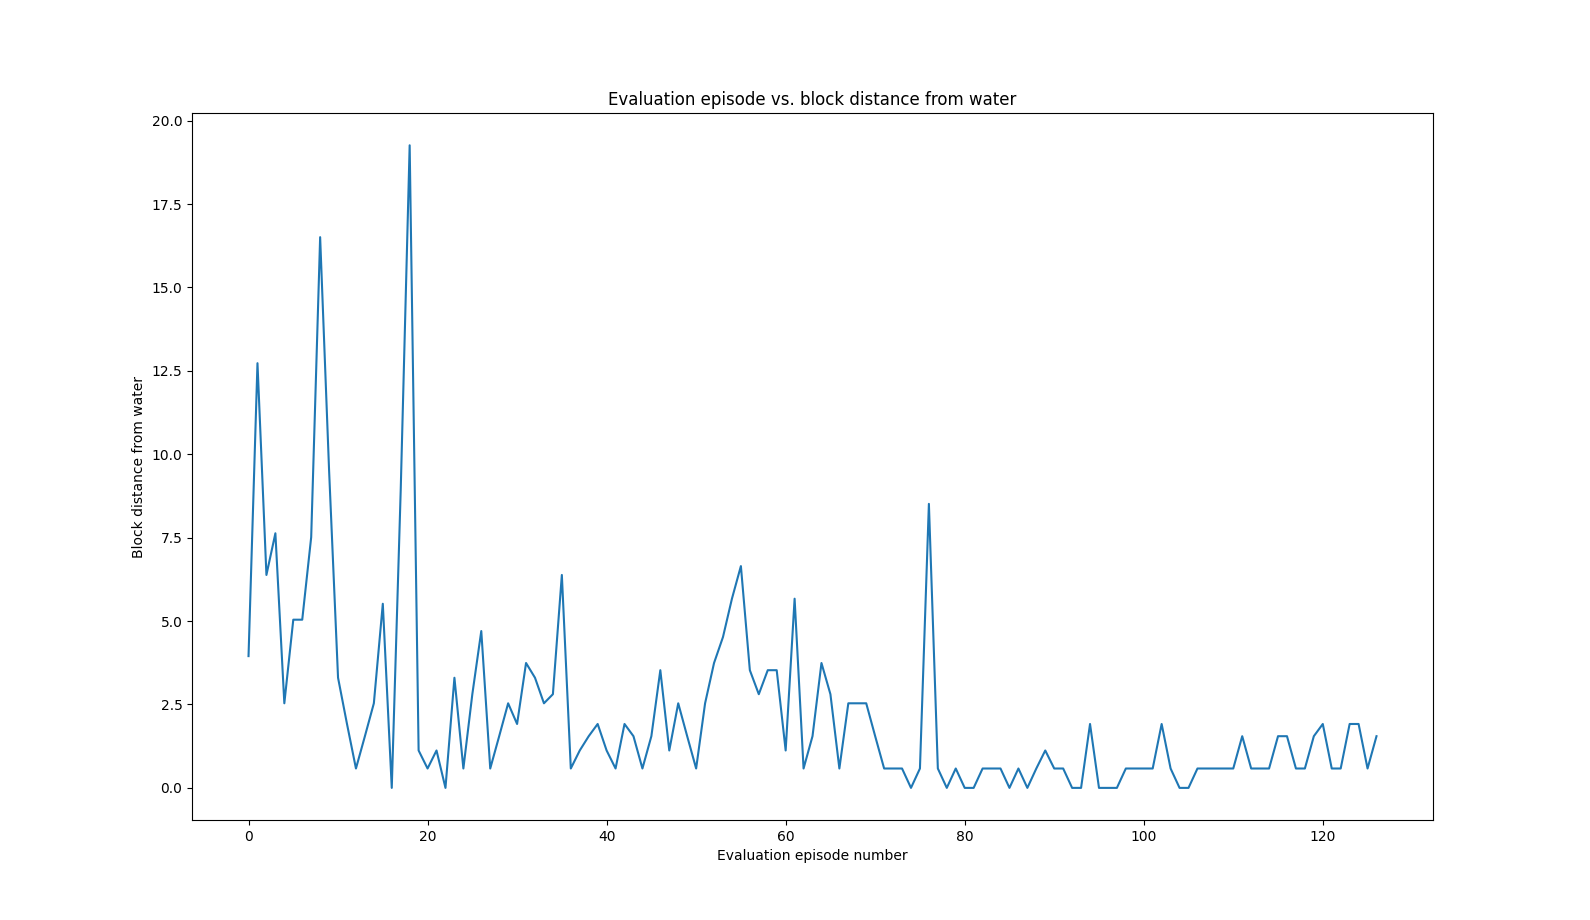 Evaluation episode vs. block distance from water
20.0
17.5
15.0
12.5
10.0
7.5
5.0
2.5
0.0
Block distance from water
0 20 40 60 80 100 120
Evaluation episode number